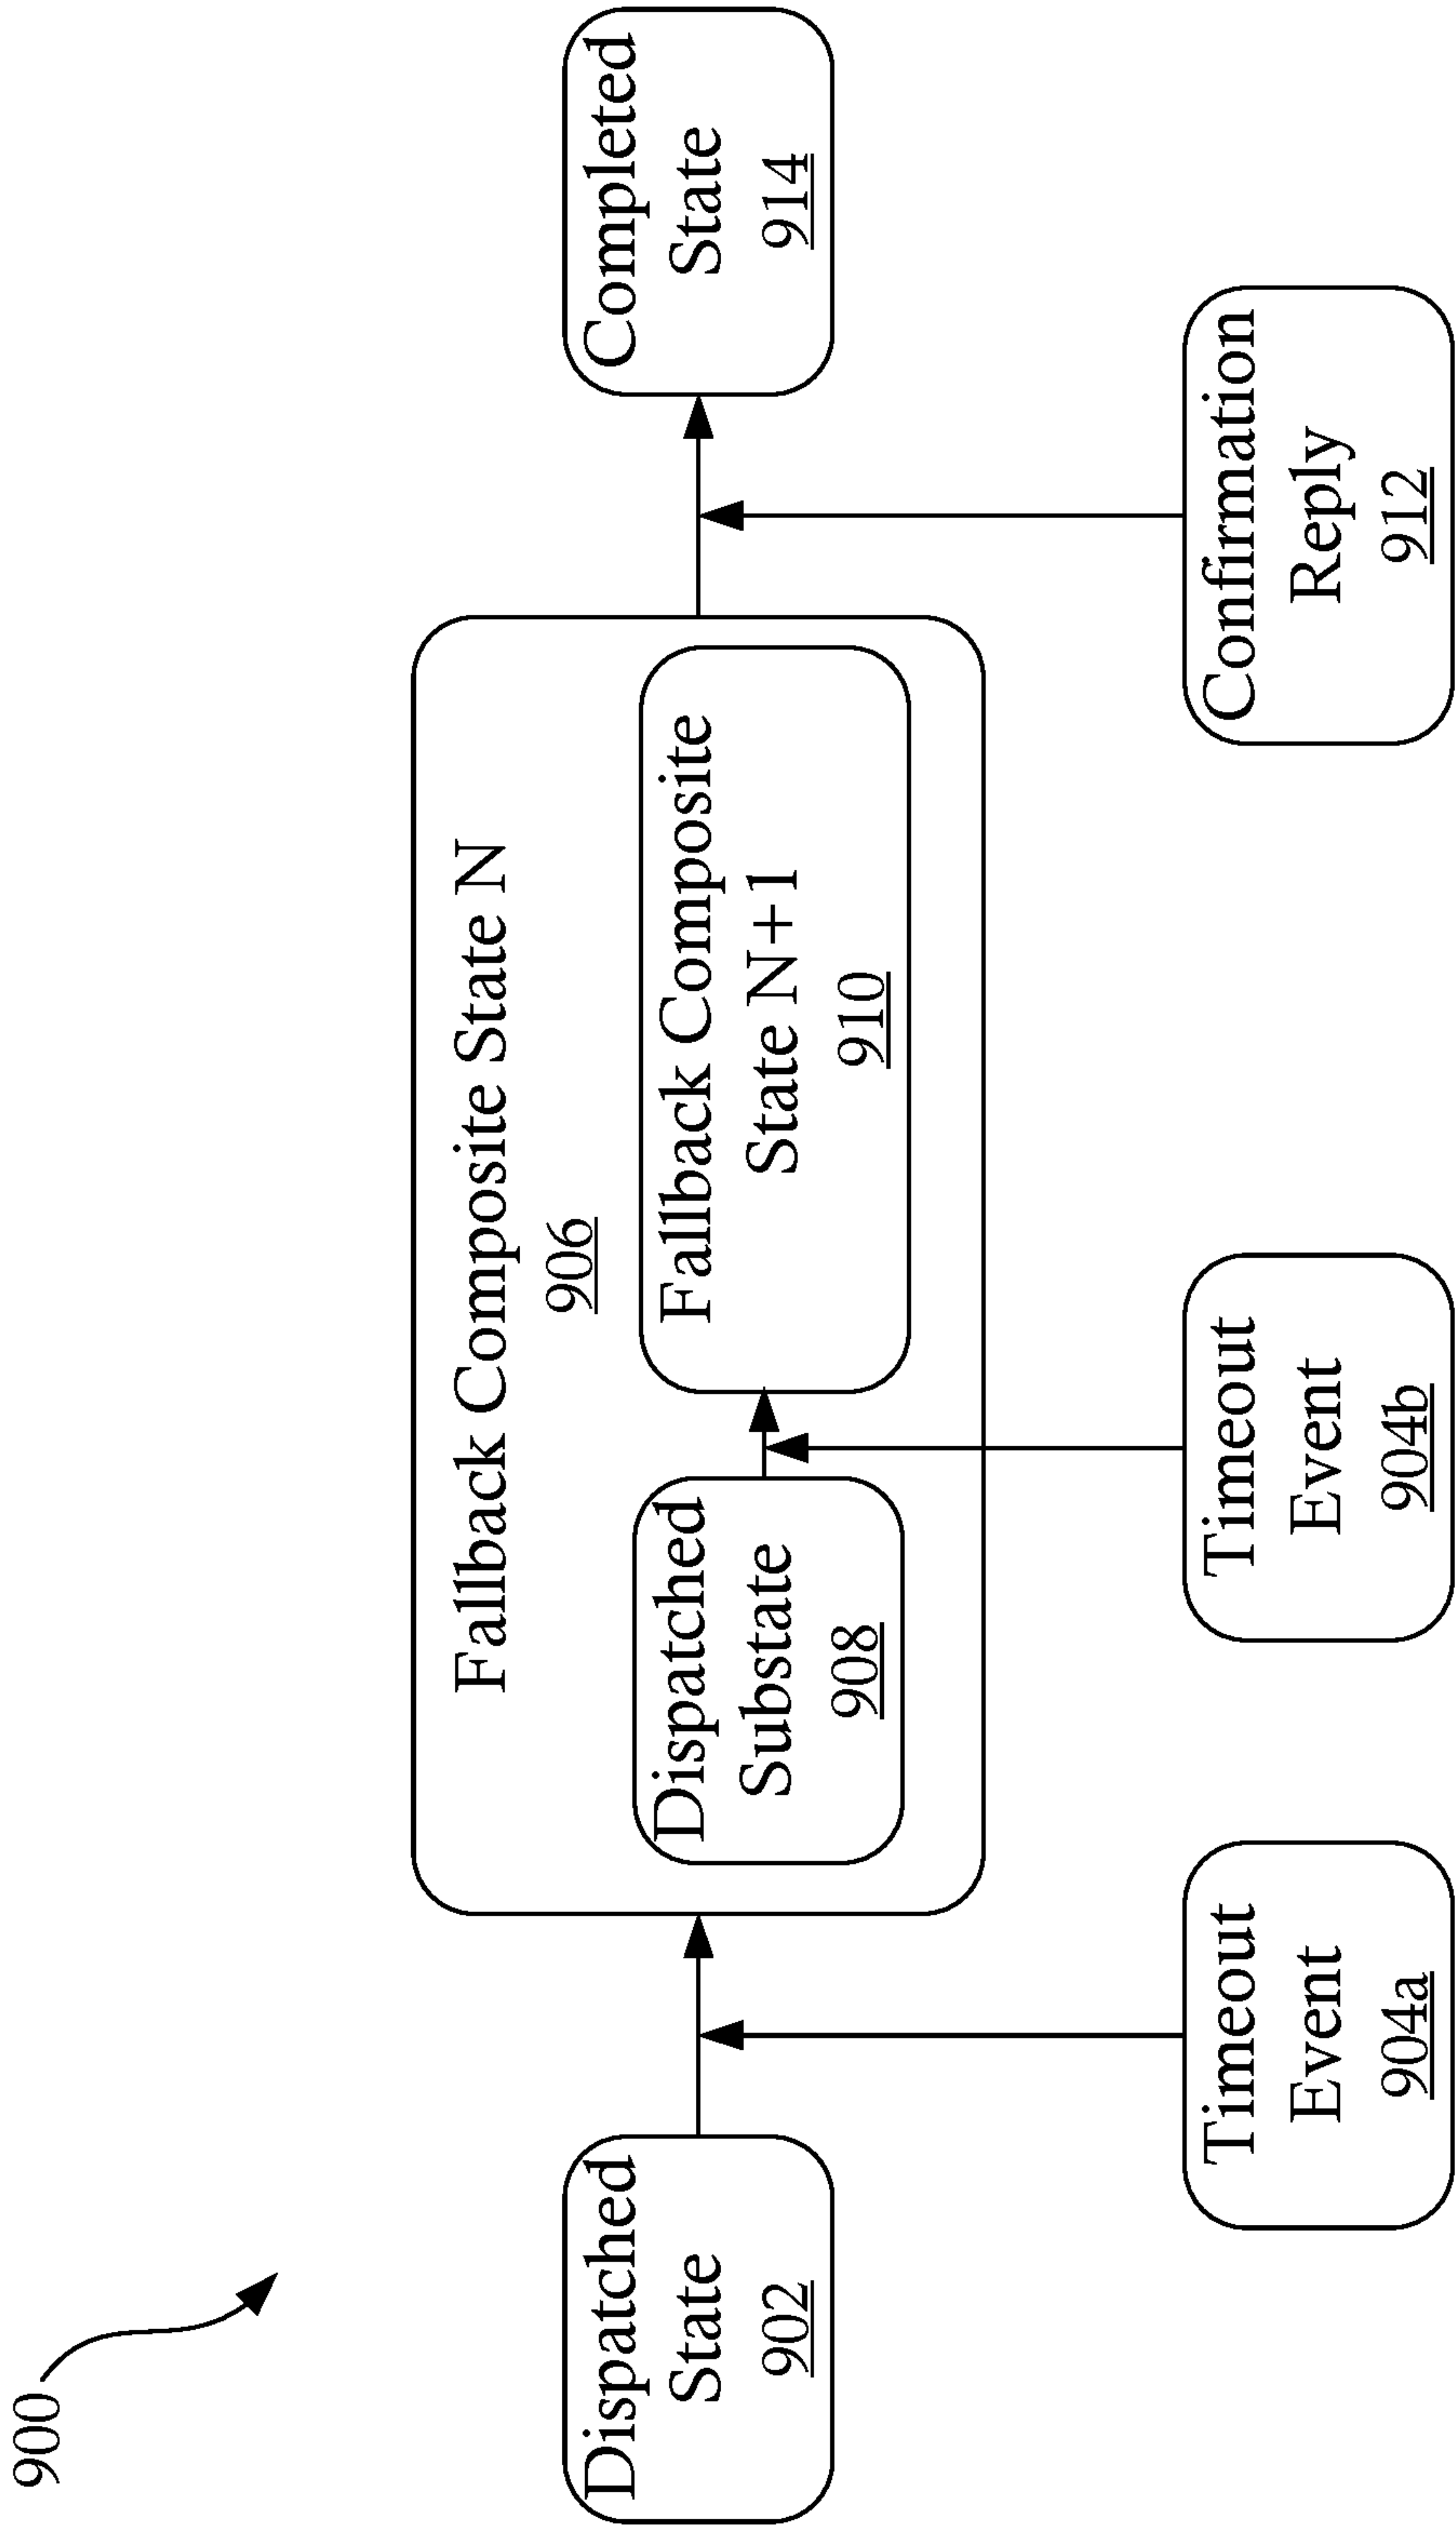 900
Dispatched
State
902
Fallback Composite State N
906
Dispatched
Substate
908
Fallback Composite
State N+1
910
Completed
State
914
Timeout
Event
904a
Timeout
Event
904b
Confirmation
Reply
912